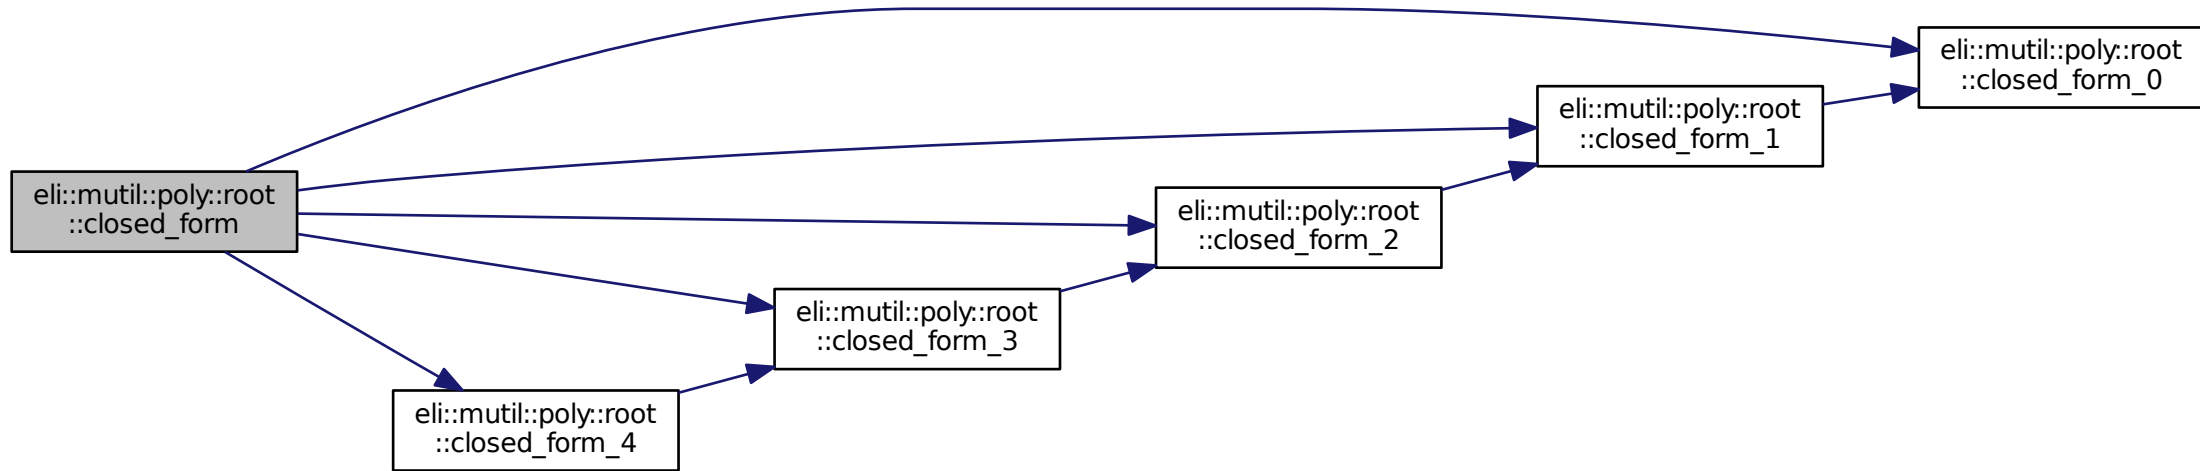 eli::mutil::poly::root
::closed_form_0
eli::mutil::poly::root
::closed_form_1
eli::mutil::poly::root
::closed_form
eli::mutil::poly::root
::closed_form_2
eli::mutil::poly::root
::closed_form_3
eli::mutil::poly::root
::closed_form_4